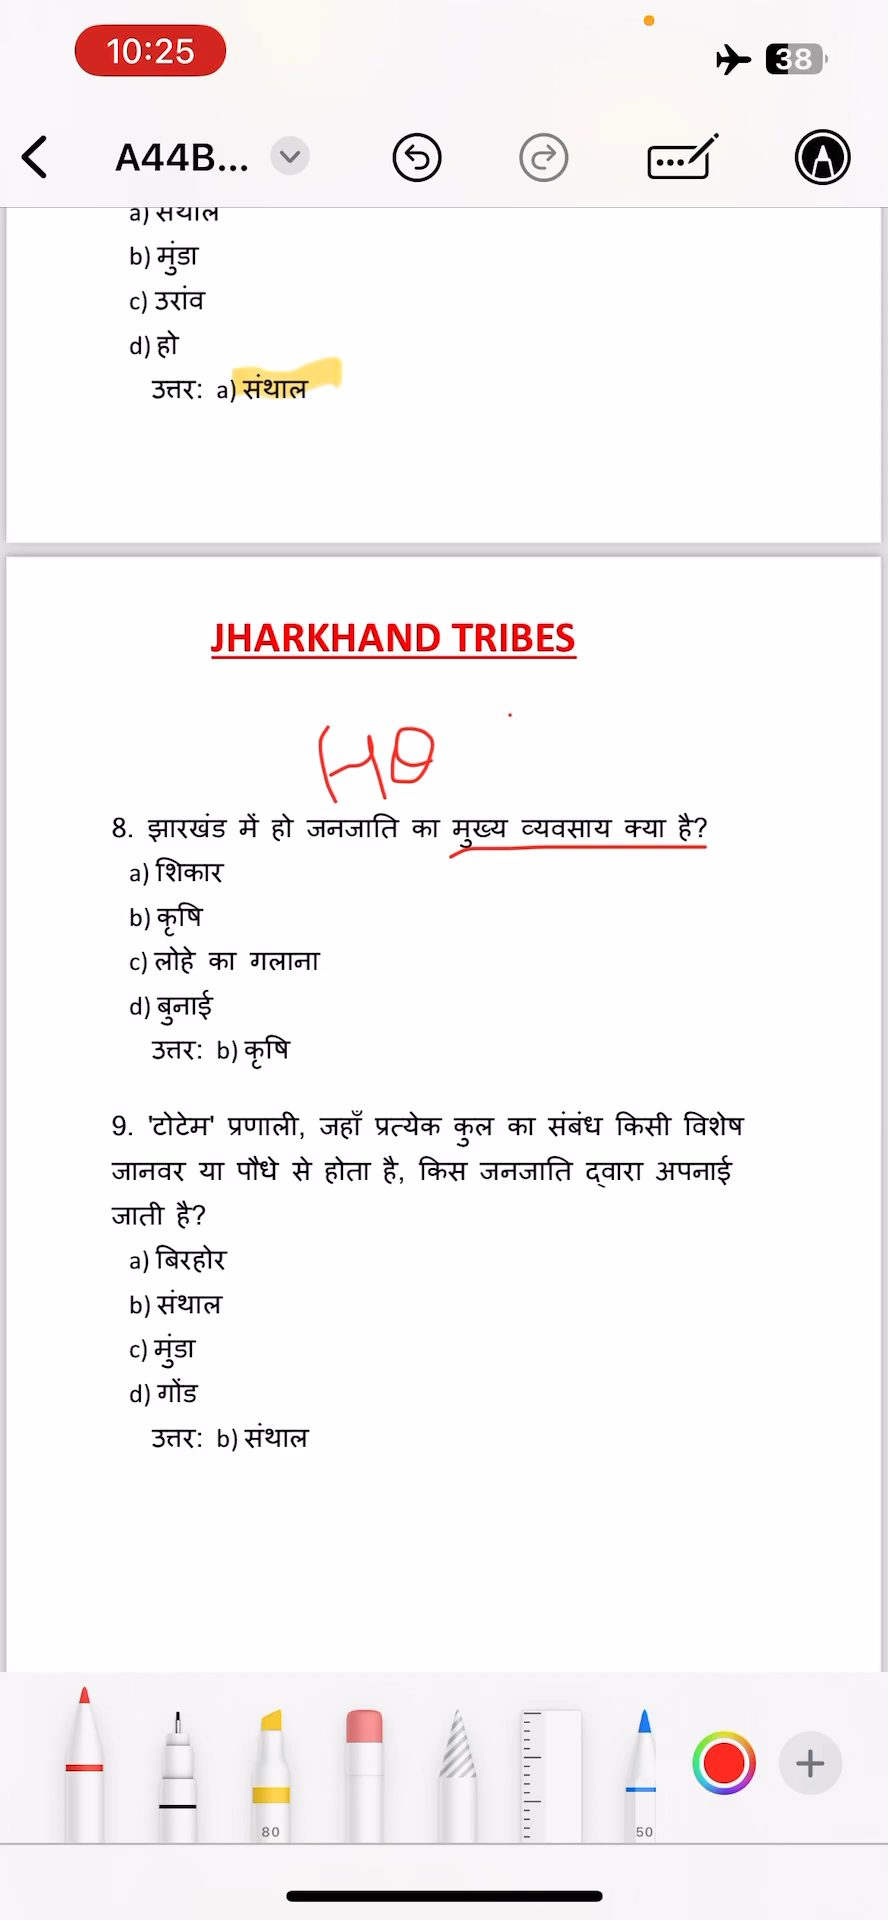 10:25
38
A44B...
a) संथाल
b) मुंडा
c) उरांव
d) हो
उत्तर: a) संथाल
JHARKHAND TRIBES
HO
8. झारखंड में हो जनजाति का मुख्य व्यवसाय क्या है?
a) शिकार
b) कृषि
c) लोहे का गलाना
d) बुनाई
उत्तर: b) कृषि
9. 'टोटेम' प्रणाली, जहाँ प्रत्येक कुल का संबंध किसी विशेष
जानवर या पौधे से होता है, किस जनजाति द्वारा अपनाई
जाती है?
a) बिरहोर
b) संथाल
c) मुंडा
d) गोंड
उत्तर: b) संथाल
80
50